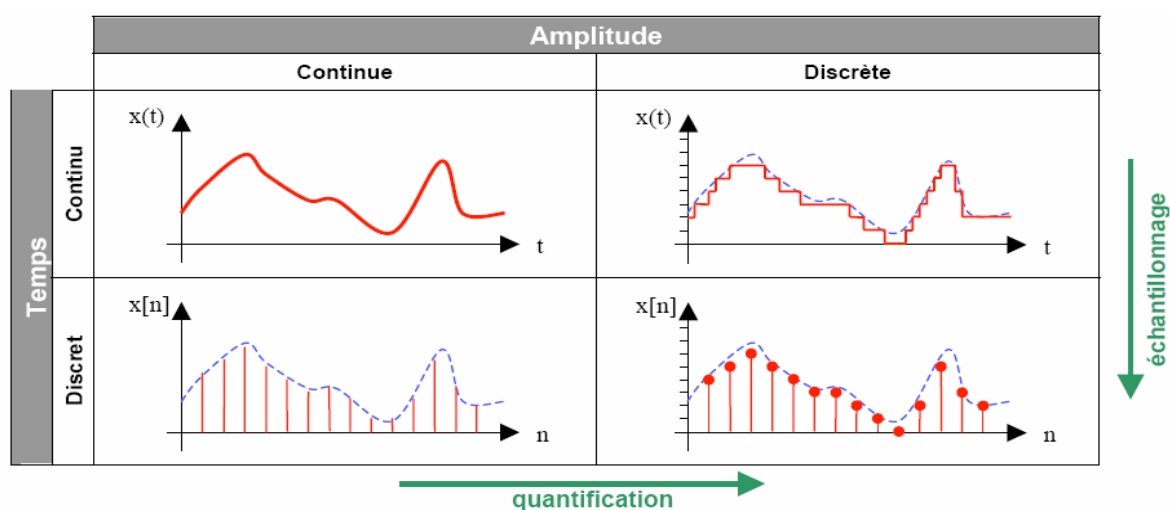 Amplitude
Continue
Discrète
Temps
Continu
x(t)
t
x(t)
t
Discret
x[n]
n
x[n]
n
échantillonnage
quantification